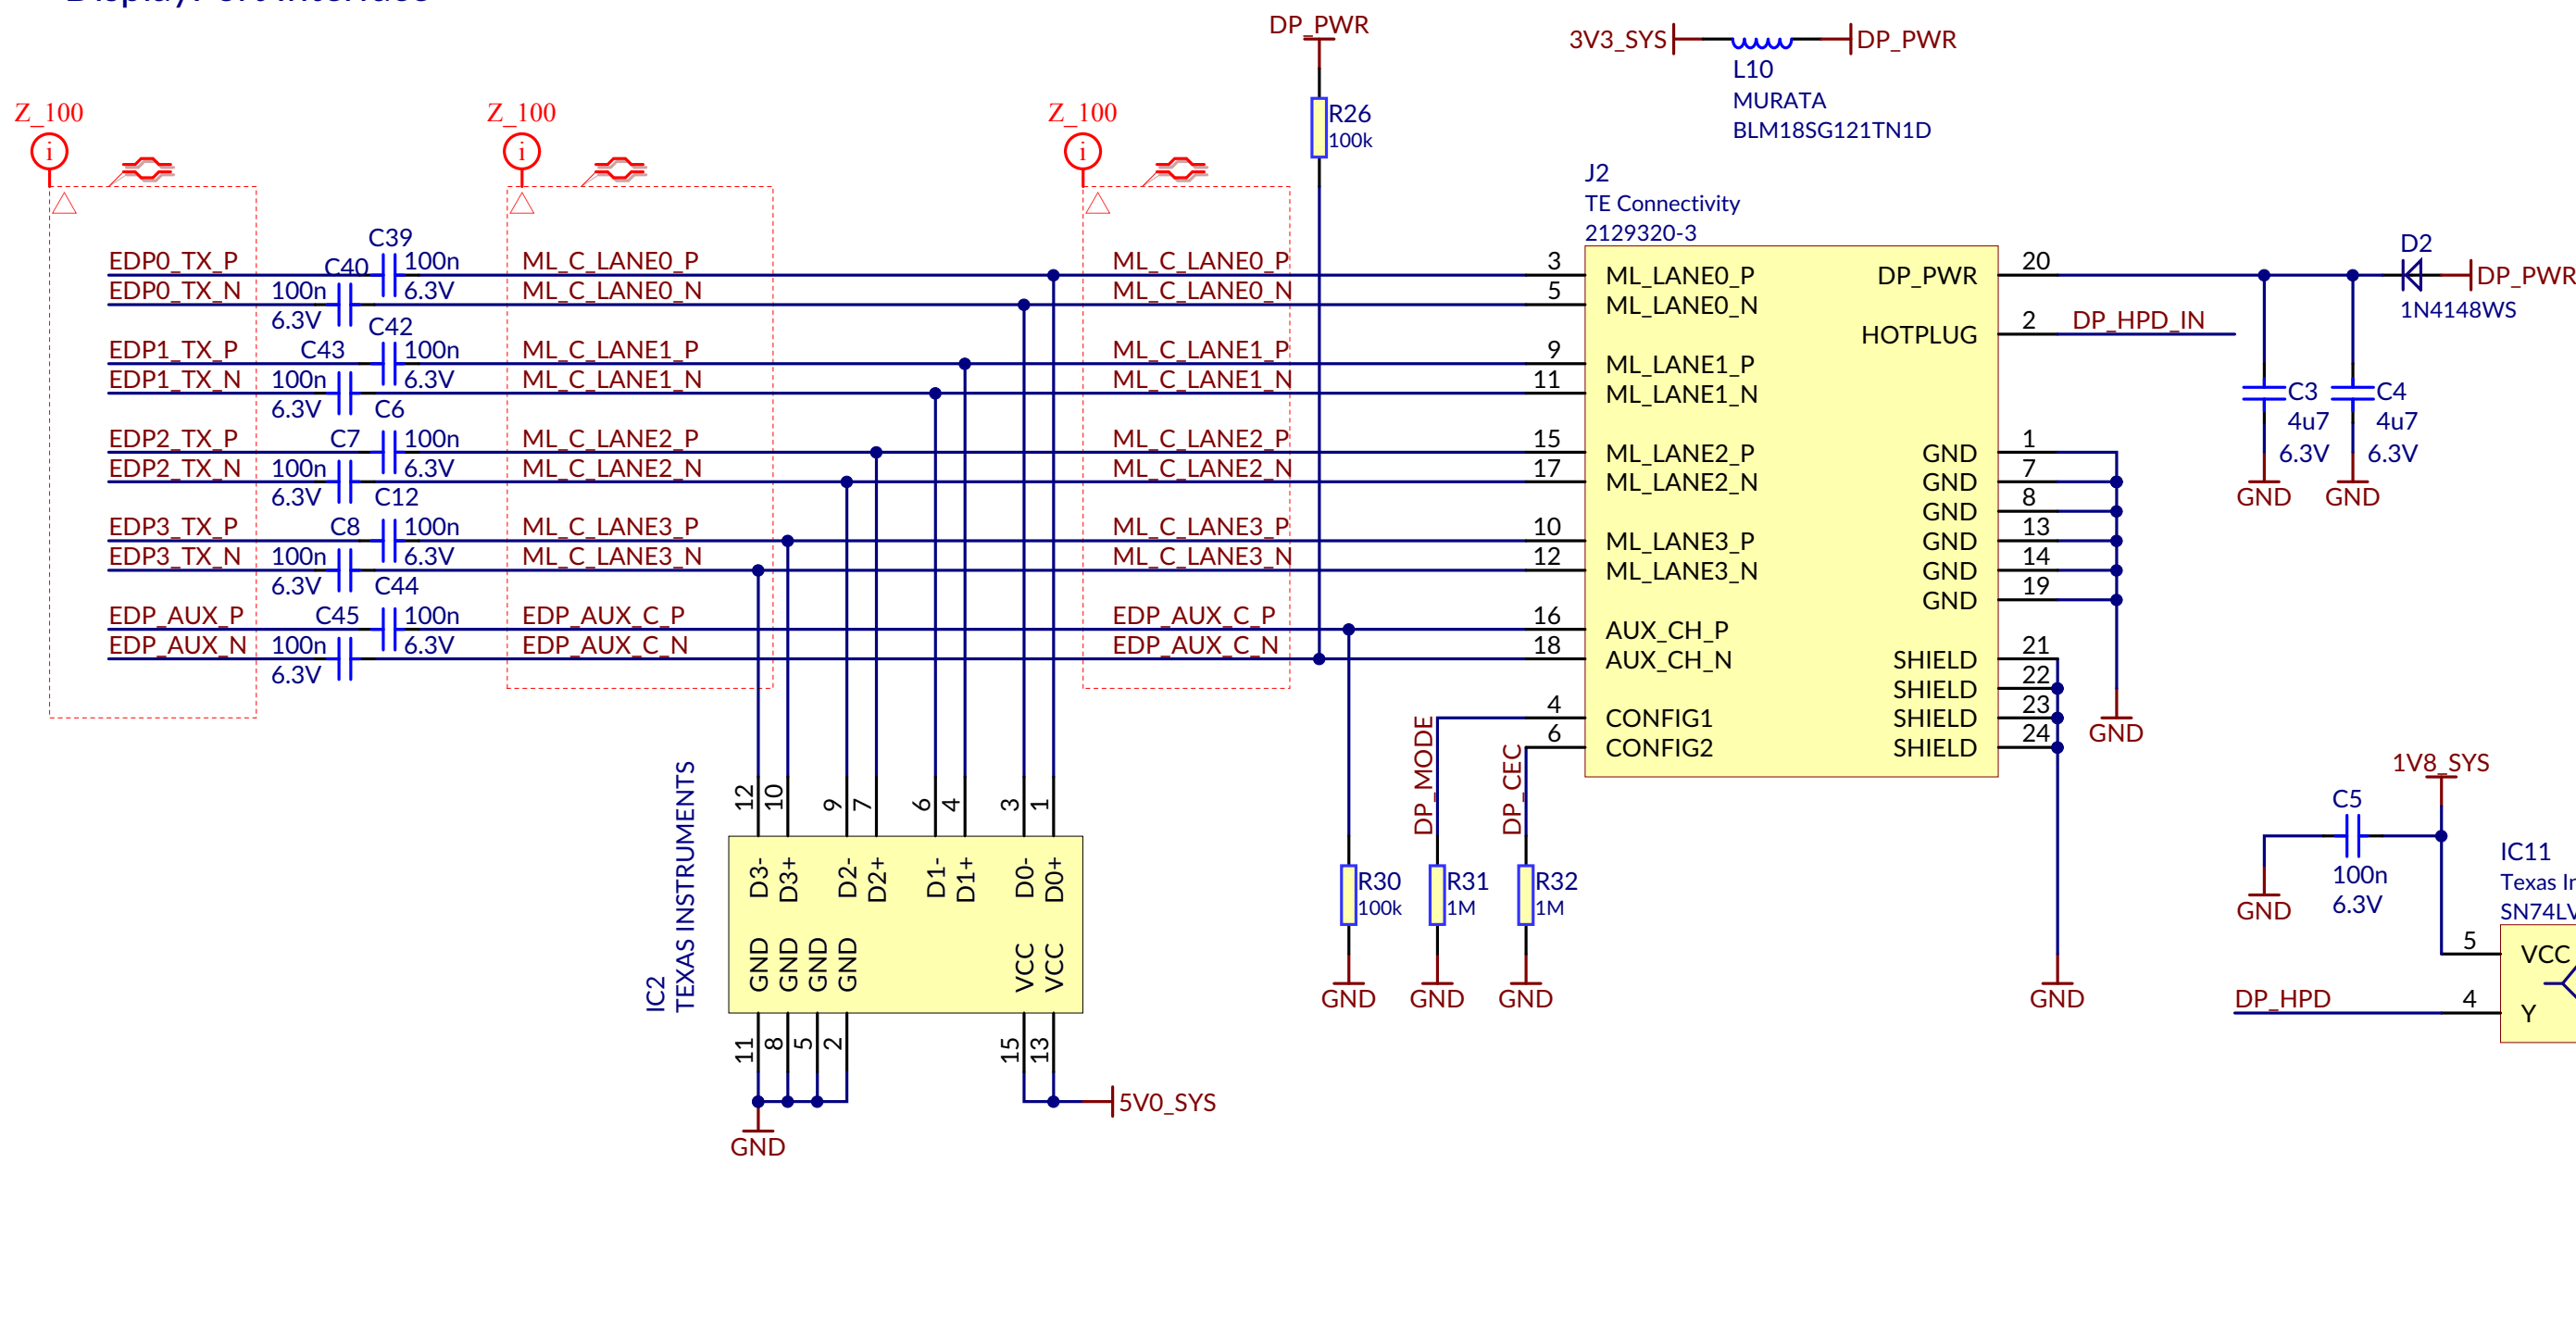 DP_PWR
3V3_SYS
DP_PWR
L10
MURATA
BLM18SG121TN1D
Z_100
i
Z_100
i
Z_100
i
R26
100k
J2
TE Connectivity
2129320-3
EDP0_TX_P
EDP0_TX_N
EDP1_TX_P
EDP1_TX_N
EDP2_TX_P
EDP2_TX_N
EDP3_TX_P
EDP3_TX_N
EDP_AUX_P
EDP_AUX_N
C39
C40
100n
100n
6.3V
6.3V
C42
C43
100n
100n
6.3V
6.3V
C6
C7
100n
100n
6.3V
6.3V
C12
C8
100n
100n
6.3V
6.3V
C44
C45
100n
100n
6.3V
6.3V
ML_C_LANE0_P
ML_C_LANE0_N
ML_C_LANE1_P
ML_C_LANE1_N
ML_C_LANE2_P
ML_C_LANE2_N
ML_C_LANE3_P
ML_C_LANE3_N
EDP_AUX_C_P
EDP_AUX_C_N
ML_C_LANE0_P
ML_C_LANE0_N
ML_C_LANE1_P
ML_C_LANE1_N
ML_C_LANE2_P
ML_C_LANE2_N
ML_C_LANE3_P
ML_C_LANE3_N
EDP_AUX_C_P
EDP_AUX_C_N
3 ML_LANE0_P
5 ML_LANE0_N
9 ML_LANE1_P
11 ML_LANE1_N
15 ML_LANE2_P
17 ML_LANE2_N
10 ML_LANE3_P
12 ML_LANE3_N
16 AUX_CH_P
18 AUX_CH_N
4 CONFIG1
6 CONFIG2
DP_PWR 20
HOTPLUG 2
DP_HPD_IN
GND 1
GND 7
GND 8
GND 13
GND 14
GND 19
SHIELD 21
SHIELD 22
SHIELD 23
SHIELD 24
GND
GND
D2
DP_PWR
1N4148WS
C3
4u7
6.3V
GND
C4
4u7
6.3V
GND
DP_MODE
DP_CEC
R30
100k
GND
R31
1M
GND
R32
1M
GND
IC2
TEXAS INSTRUMENTS
12 10 9 7 6 4 3 1
D3- D3+ D2- D2+ D1- D1+ D0- D0+
GND GND GND GND VCC VCC
11 8 5 2 15 13
GND
5V0_SYS
1V8_SYS
C5
100n
6.3V
GND
IC11
5 VCC
DP_HPD
4 Y